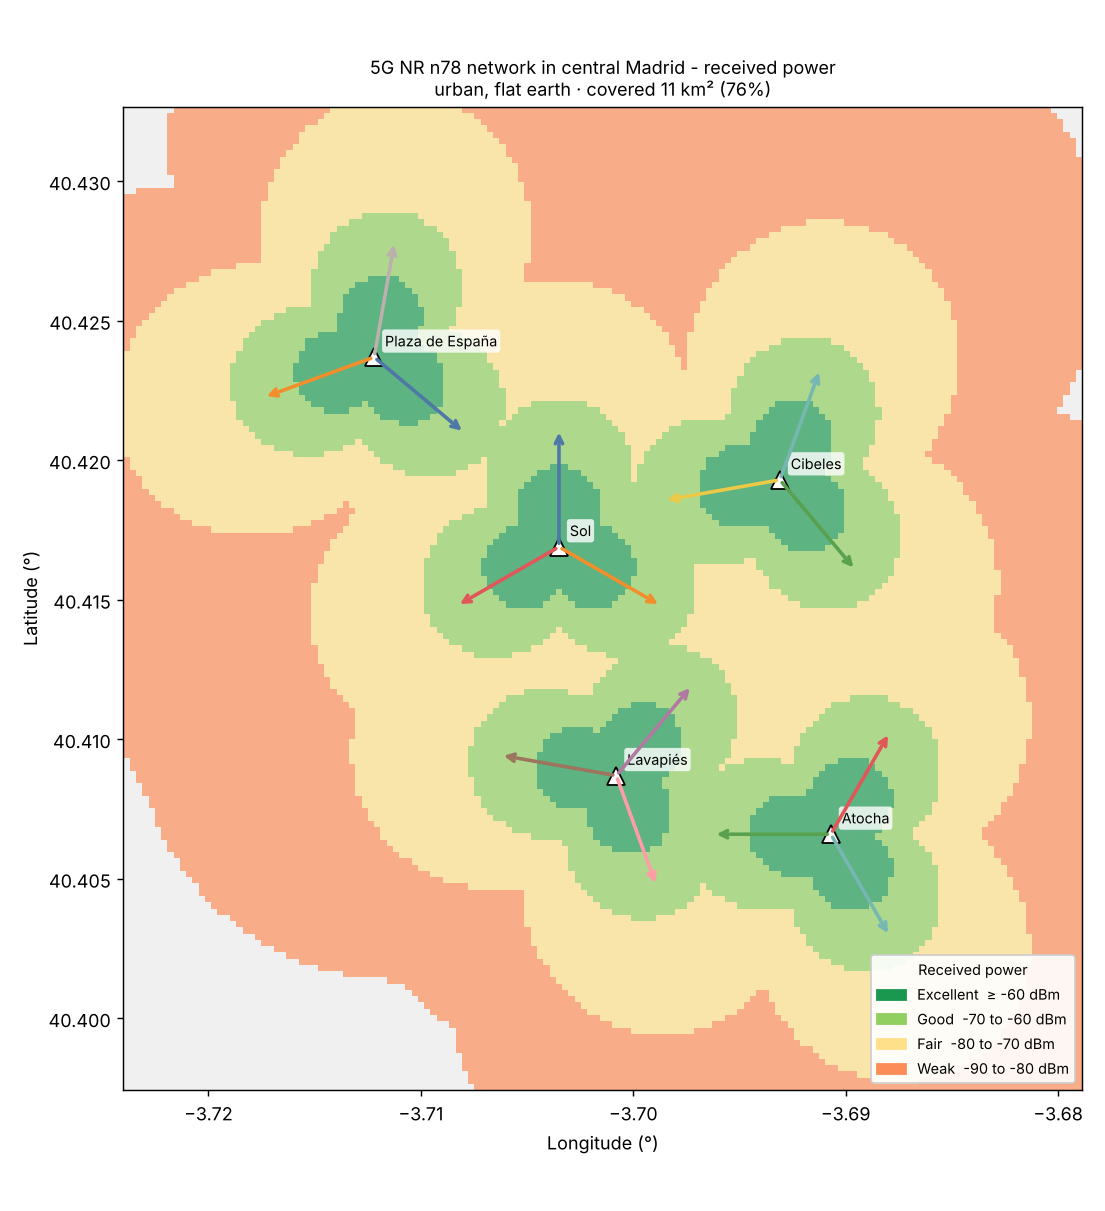 5G NR n78 network in central Madrid - received power
urban, flat earth · covered 11 km² (76%)
40.430
40.425
40.420
40.415
40.410
40.405
40.400
Latitude (°)
Plaza de España
Cibeles
Sol
Lavapiés
Atocha
Received power
Excellent ≥ -60 dBm
Good -70 to -60 dBm
Fair -80 to -70 dBm
Weak -90 to -80 dBm
−3.72
−3.71
−3.70
−3.69
−3.68
Longitude (°)